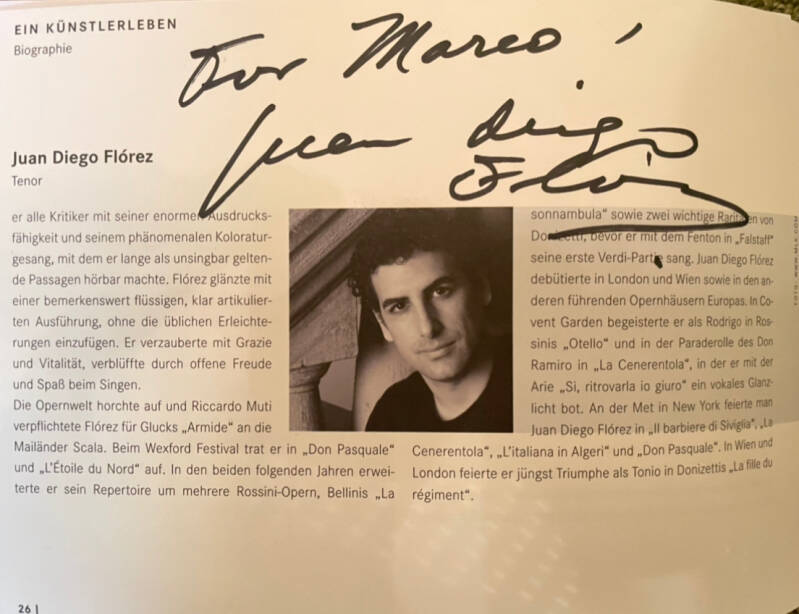 EIN KÜNSTLERLEBEN
Biographie
For Marco!
Juan Diego
Flórez
Juan Diego Flórez
Tenor
er alle Kritiker mit seiner enormen Ausdrucks-
fähigkeit und seinem phänomenalen Koloratur-
gesang, mit dem er lange als unsingbar gelten-
de Passagen hörbar machte. Flórez glänzte mit
einer bemerkenswert flüssigen, klar artikulier-
ten Ausführung, ohne die üblichen Erleichte-
rungen einzufügen. Er verzauberte mit Grazie
und Vitalität, verblüffte durch offene Freude
und Spaß beim Singen.
Die Opernwelt horchte auf und Riccardo Muti
verpflichtete Flórez für Glucks „Armide“ an die
Mailänder Scala. Beim Wexford Festival trat er in „Don Pasquale“
und „L'Étoile du Nord“ auf. In den beiden folgenden Jahren erwei-
terte er sein Repertoire um mehrere Rossini-Opern, Bellinis „La
sonnambula“ sowie zwei wichtige Raritäten von
Donizetti, bevor er mit dem Fenton in „Falstaff“
seine erste Verdi-Partie sang. Juan Diego Flórez
debütierte in London und Wien sowie in den an-
deren führenden Opernhäusern Europas. In Co-
vent Garden begeisterte er als Rodrigo in Ros-
sinis „Otello“ und in der Paraderolle des Don
Ramiro in „La Cenerentola“, in der er mit der
Arie „Si, ritrovarla io giuro“ ein vokales Glanz-
licht bot. An der Met in New York feierte man
Juan Diego Flórez in „Il barbiere di Siviglia“, „La
Cenerentola“, „L'italiana in Algeri“ und „Don Pasquale“. In Wien und
London feierte er jüngst Triumphe als Tonio in Donizettis „La fille du
régiment“.
26 |